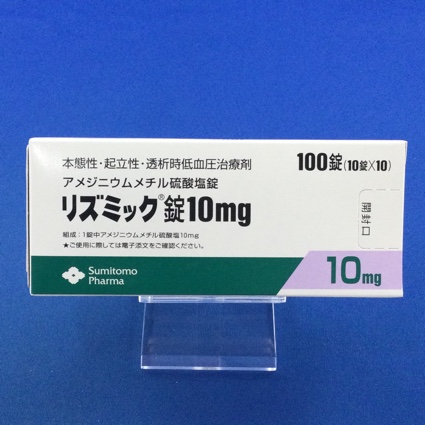 本態性・起立性・透析時低血圧治療剤
100錠(10錠×10)
アメジニウムメチル硫酸塩錠
リズミック®錠10mg
開封口
組成:1錠中アメジニウムメチル硫酸塩10mg
★ご使用に際しては電子添文をご確認ください。
Sumitomo
Pharma
10mg